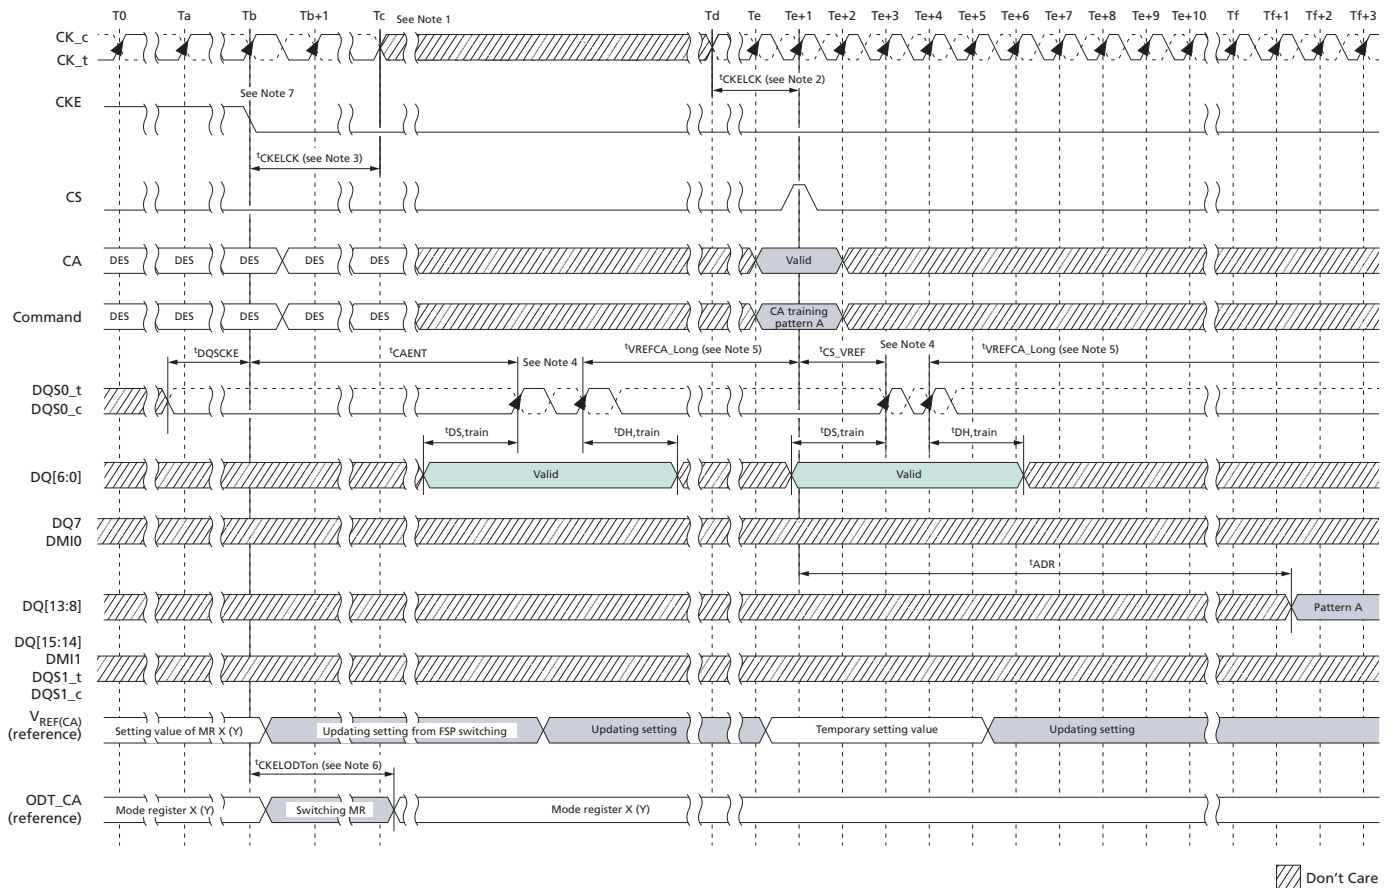 T0 Ta Tb Tb+1 Tc See Note 1 Td Te Te+1 Te+2 Te+3 Te+4 Te+5 Te+6 Te+7 Te+8 Te+9 Te+10 Tf Tf+1 Tf+2 Tf+3
CK_c
CK_t
tCKELCK (see Note 2)
CKE
See Note 7
tCKELCK (see Note 3)
CS
CA DES DES DES DES DES Valid
Command DES DES DES DES DES CA training pattern A
tDQSCKE tCAENT See Note 4 tVREFCA_Long (see Note 5) tCS_VREF See Note 4 tVREFCA_Long (see Note 5)
DQS0_t
DQS0_c
tDS,train tDH,train tDS,train tDH,train
DQ[6:0] Valid Valid
DQ7
DMI0
tADR
DQ[13:8] Pattern A
DQ[15:14]
DMI1
DQS1_t
DQS1_c
VREF(CA)
(reference) Setting value of MR X (Y) Updating setting from FSP switching Updating setting Temporary setting value Updating setting
tCKELODTon (see Note 6)
ODT_CA
(reference) Mode register X (Y) Switching MR Mode register X (Y)
Don't Care